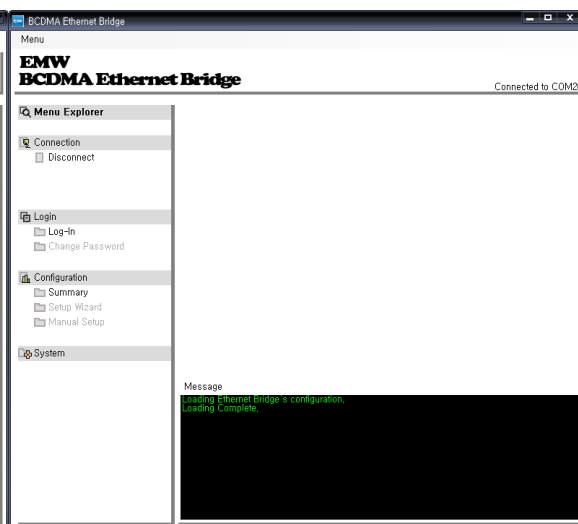 BCDMA Ethernet Bridge
Menu
EMW
BCDMA Ethernet Bridge
Connected to COM2
Menu Explorer
Connection
Disconnect
Login
Log-In
Change Password
Configuration
Summary
Setup Wizard
Manual Setup
System
Message
Loading Ethernet Bridge's configuration,
Loading Complete,